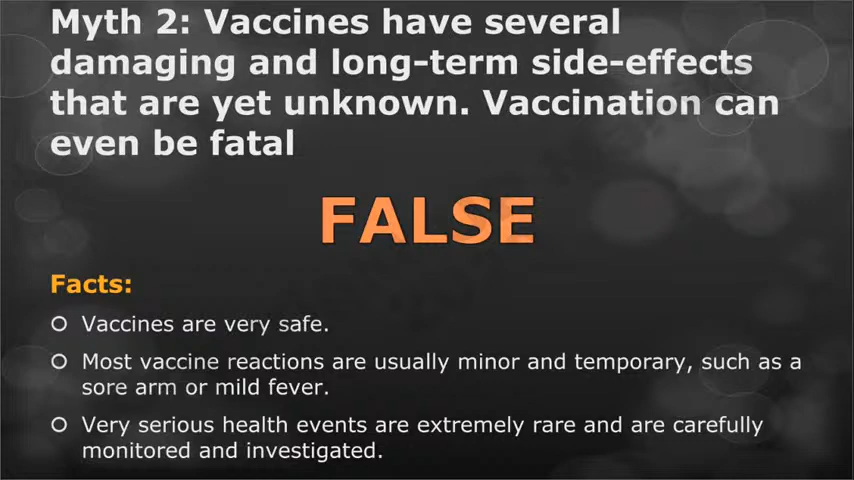 Myth 2: Vaccines have several
damaging and long-term side-effects
that are yet unknown. Vaccination can
even be fatal
FALSE
Facts:
Vaccines are very safe.
Most vaccine reactions are usually minor and temporary, such as a
sore arm or mild fever.
Very serious health events are extremely rare and are carefully
monitored and investigated.